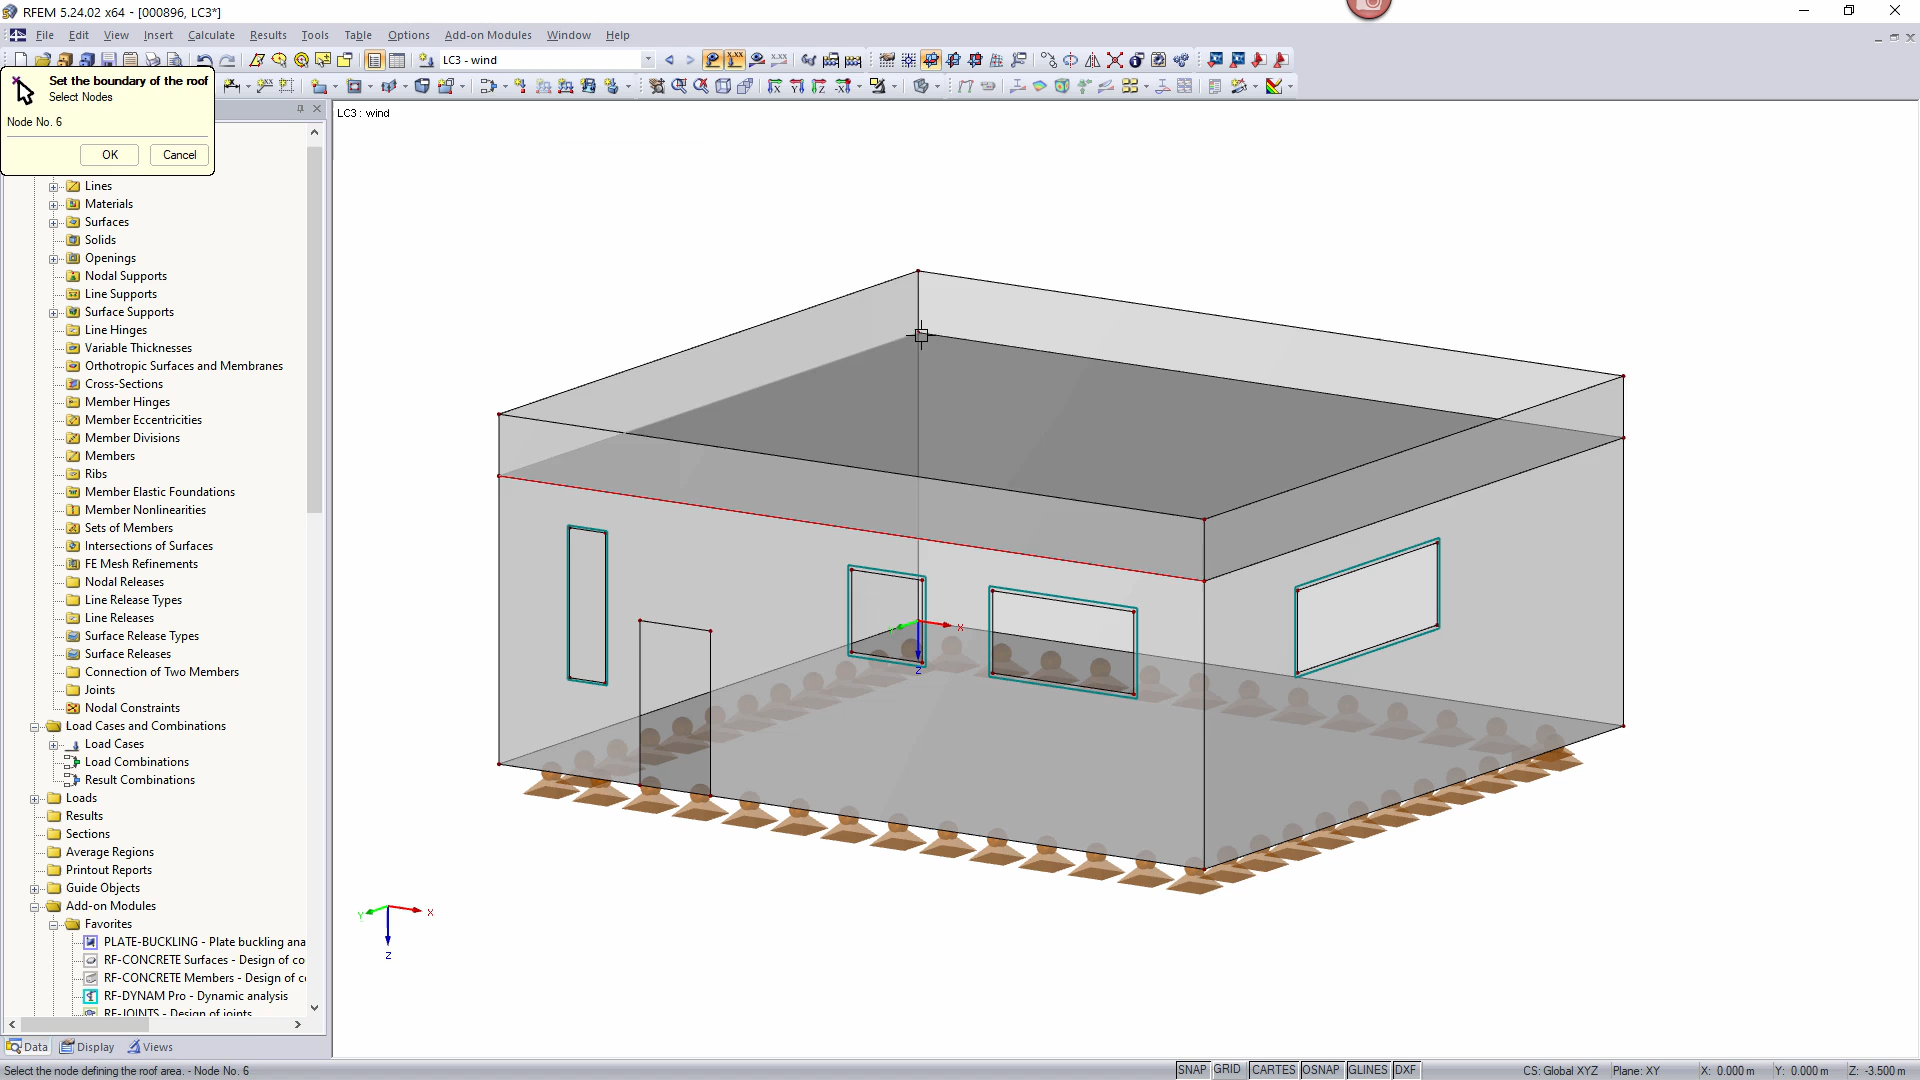 RFEM 5.24.02 x64 - [000896, LC3*]
File Edit View Insert Calculate Results Tools Table Options Add-on Modules Window Help
LC3 - wind
Set the boundary of the roof
Select Nodes
Node No. 6
OK Cancel
LC3 : wind
Lines
Materials
Surfaces
Solids
Openings
Nodal Supports
Line Supports
Surface Supports
Line Hinges
Variable Thicknesses
Orthotropic Surfaces and Membranes
Cross-Sections
Member Hinges
Member Eccentricities
Member Divisions
Members
Ribs
Member Elastic Foundations
Member Nonlinearities
Sets of Members
Intersections of Surfaces
FE Mesh Refinements
Nodal Releases
Line Release Types
Line Releases
Surface Release Types
Surface Releases
Connection of Two Members
Joints
Nodal Constraints
Load Cases and Combinations
Load Cases
Load Combinations
Result Combinations
Loads
Results
Sections
Average Regions
Printout Reports
Guide Objects
Add-on Modules
Favorites
PLATE-BUCKLING - Plate buckling ana
RF-CONCRETE Surfaces - Design of co
RF-CONCRETE Members - Design of c
RF-DYNAM Pro - Dynamic analysis
RF-JOINTS - Design of joints
X
Z
Y
X
Z
Data Display Views
Select the node defining the roof area. - Node No. 6
SNAP GRID CARTES OSNAP GLINES DXF
CS: Global XYZ Plane: XY X: 0.000 m Y: 0.000 m Z: -3.500 m